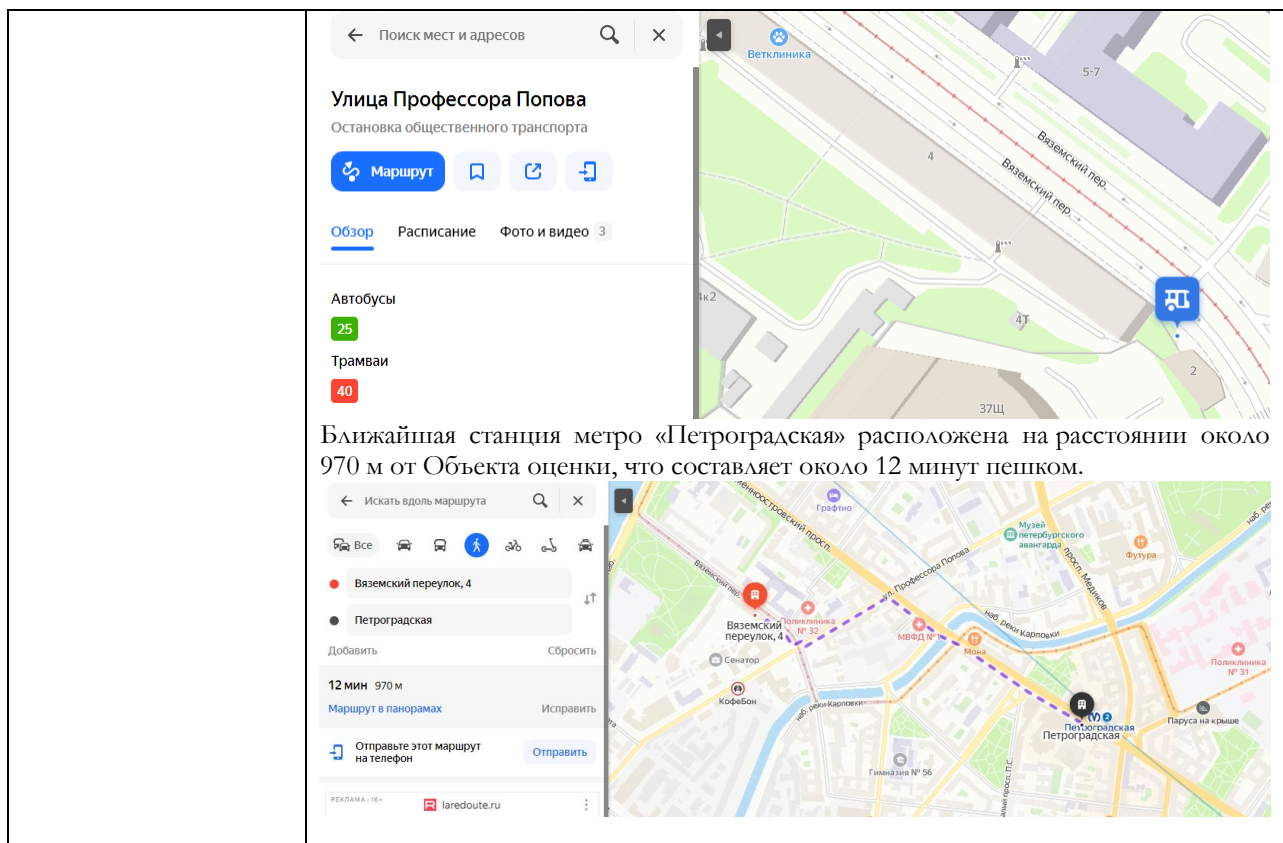 Поиск мест и адресов
Улица Профессора Попова
Остановка общественного транспорта
Маршрут
Обзор Расписание Фото и видео 3
Автобусы
25
Трамваи
40
Ветклиника
5-7
Вяземский пер.
Вяземский пер.
4
4к2
4Т
2
37Щ
Ближайшая станция метро «Петроградская» расположена на расстоянии около
970 м от Объекта оценки, что составляет около 12 минут пешком.
Искать вдоль маршрута
Все
Вяземский переулок, 4
Петроградская
Добавить Сбросить
12 мин 970 м
Маршрут в панорамах Исправить
Отправьте этот маршрут
на телефон
Отправить
РЕКЛАМА • 16+
laredoute.ru
Графтио
Музей
петербургского
авангарда
Футура
наб. ре
просп. Медиков
ул. Профессора Попова
Вяземский пер.
Поликлиника
№ 32
Вяземский
переулок, 4
МВФД №1
наб. реки Карповки
Мона
Поликлиника
№ 31
Сенатор
КофеБон
наб. реки Карповки
Петроградская
Петроградская
Паруса на крыше
Гимназия № 56